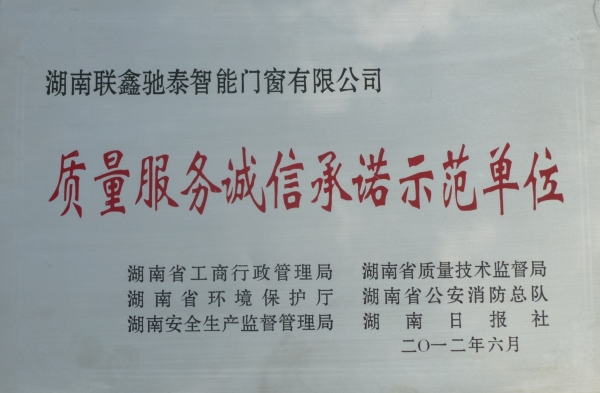 湖南联鑫驰泰智能门窗有限公司
质量服务诚信承诺示范单位
湖南省工商行政管理局 湖南省质量技术监督局
湖南省环境保护厅 湖南省公安消防总队
湖南安全生产监督管理局 湖南日报社
二〇一二年六月